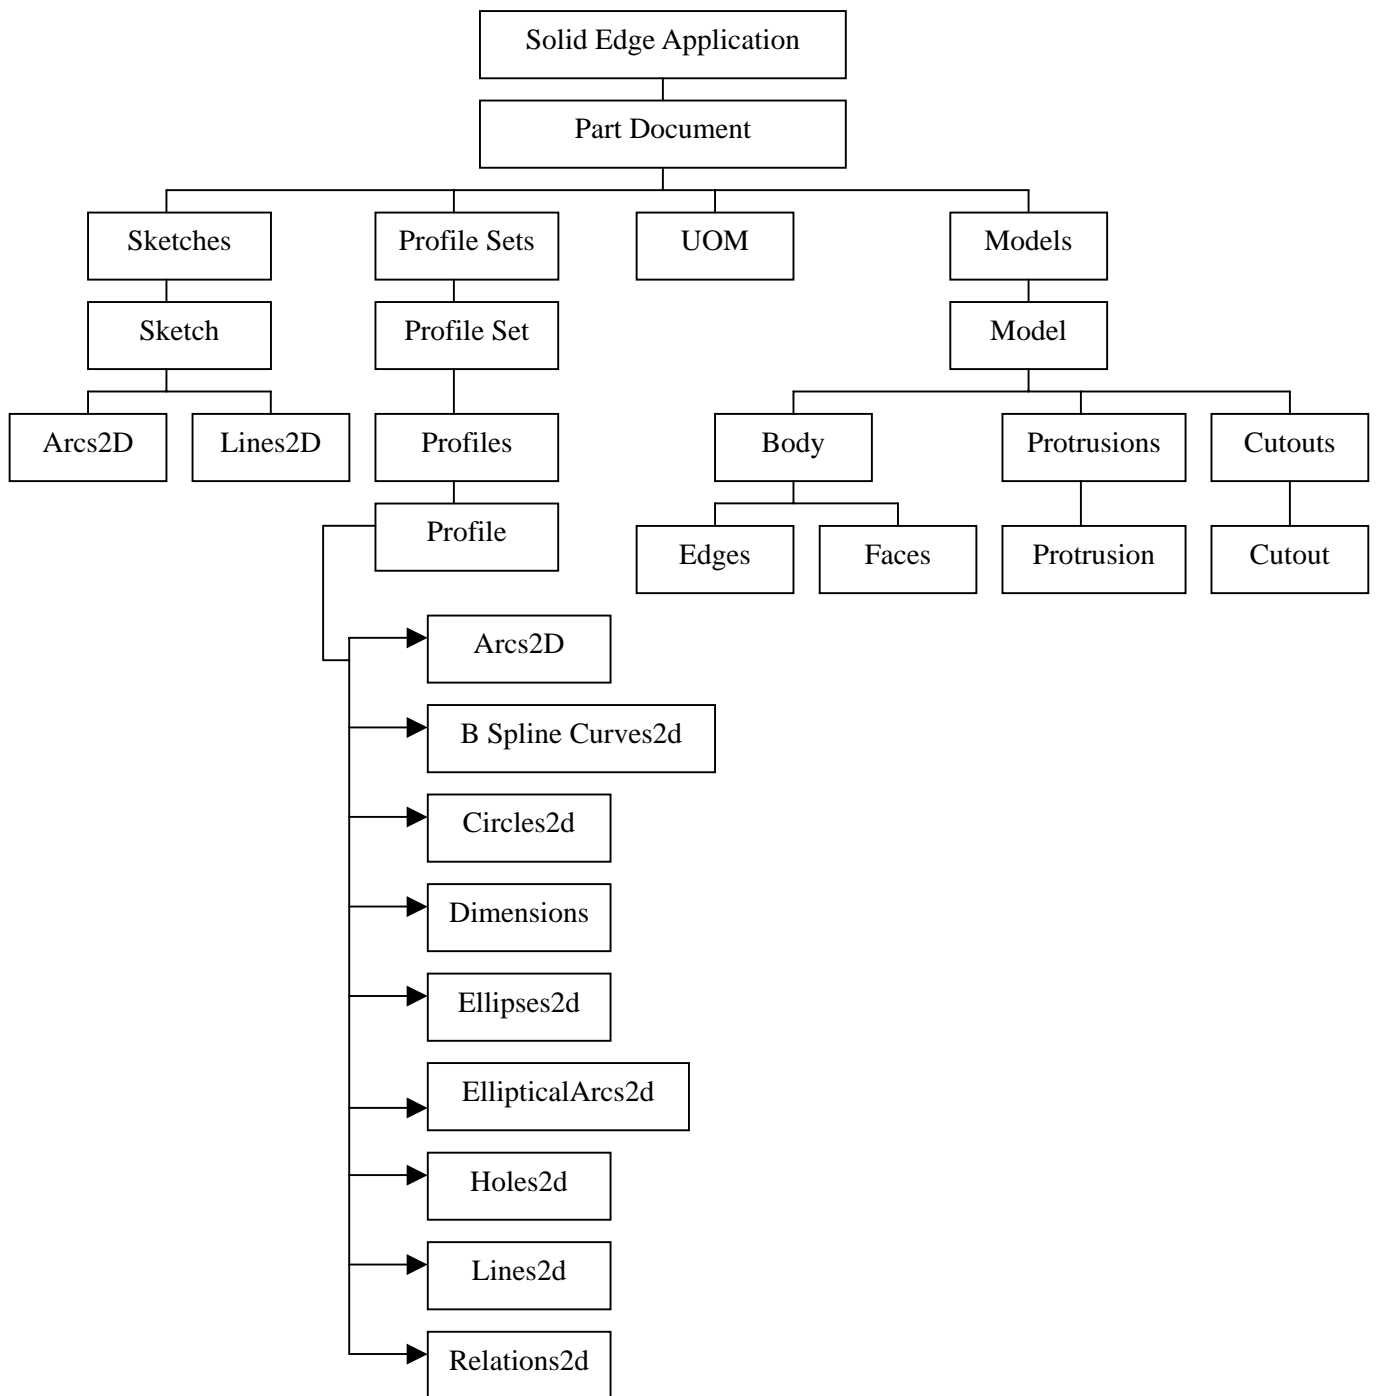 Solid Edge Application
Part Document
Sketches
Profile Sets
UOM
Models
Sketch
Profile Set
Model
Arcs2D
Lines2D
Profiles
Body
Protrusions
Cutouts
Profile
Edges
Faces
Protrusion
Cutout
Arcs2D
B Spline Curves2d
Circles2d
Dimensions
Ellipses2d
EllipticalArcs2d
Holes2d
Lines2d
Relations2d